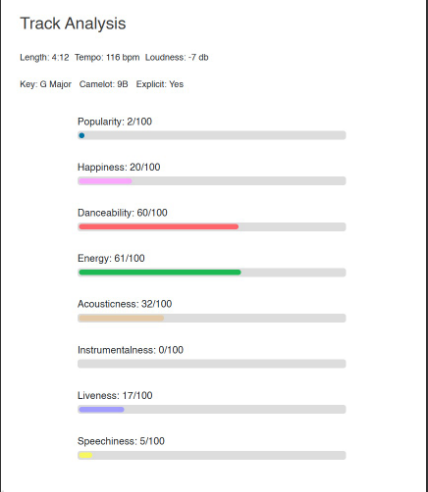 Track Analysis
Length: 4:12 Tempo: 116 bpm Loudness: -7 db
Key: G Major Camelot: 9B Explicit: Yes
Popularity: 2/100
Happiness: 20/100
Danceability: 60/100
Energy: 61/100
Acousticness: 32/100
Instrumentalness: 0/100
Liveness: 17/100
Speechiness: 5/100